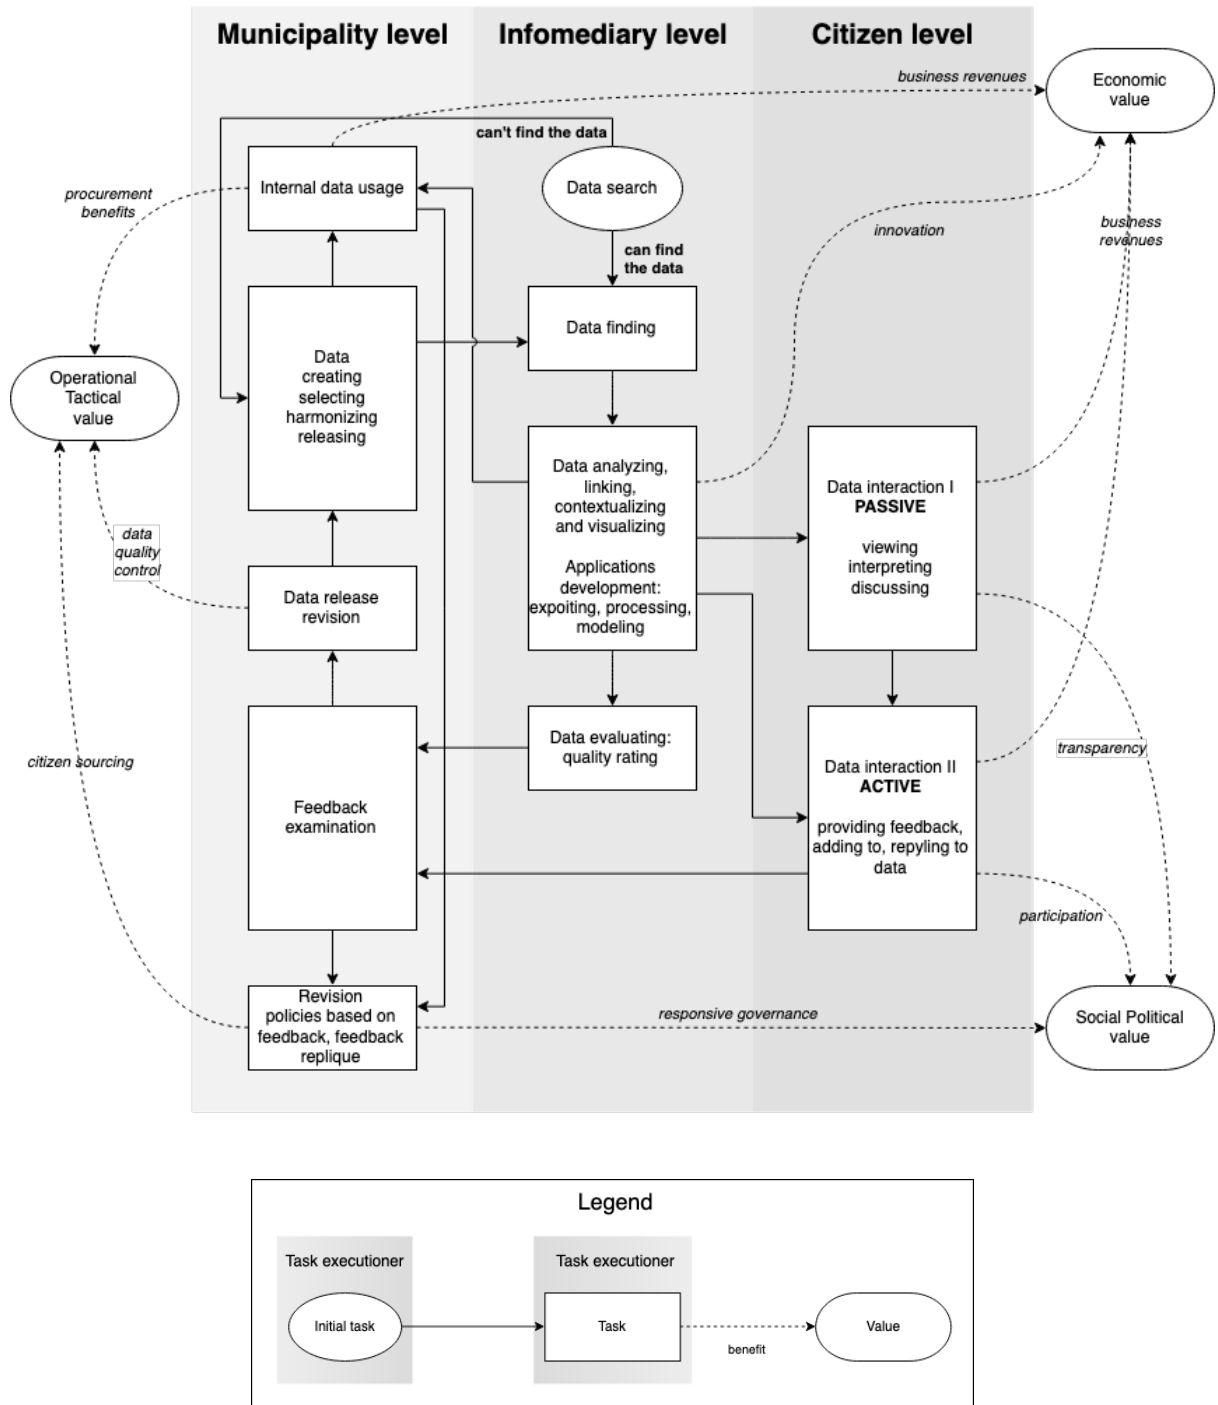 Municipality level
Infomediary level
Citizen level
business revenues
Economic
value
can't find the data
Internal data usage
Data search
procurement
benefits
innovation
business
revenues
can find
the data
Data finding
Data
creating
selecting
harmonizing
releasing
Operational
Tactical
value
Data analyzing,
linking,
contextualizing
and visualizing
Applications
development:
expoiting, processing,
modeling
Data interaction I
PASSIVE
viewing
interpreting
discussing
data
quality
control
Data release
revision
Data evaluating:
quality rating
Feedback
examination
Data interaction II
ACTIVE
providing feedback,
adding to, repyling to
data
transparency
citizen sourcing
participation
Revision
policies based on
feedback, feedback
replique
responsive governance
Social Political
value
Legend
Task executioner
Task executioner
Initial task
Task
benefit
Value